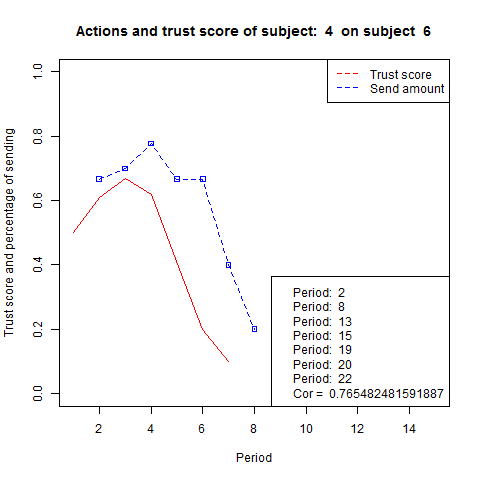 Actions and trust score of subject:  4  on subject  6
Trust score
Send amount
Trust score and percentage of sending
1.0
0.8
0.6
0.4
0.2
0.0
Period:  2
Period:  8
Period:  13
Period:  15
Period:  19
Period:  20
Period:  22
Cor =  0.765482481591887
2 4 6 8 10 12 14
Period